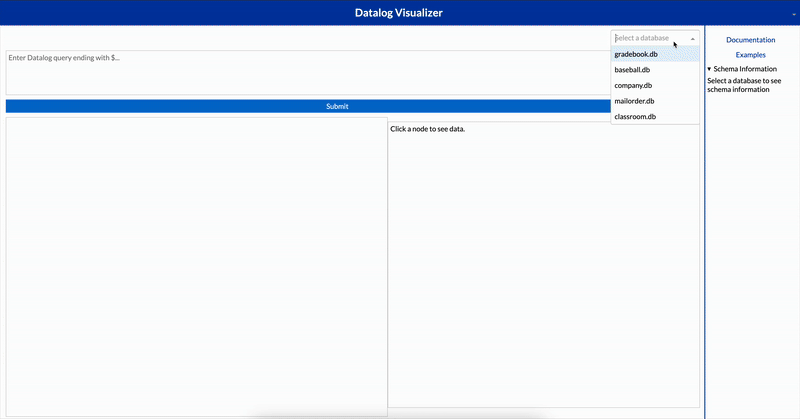 Datalog Visualizer
Select a database
gradebook.db
baseball.db
company.db
mailorder.db
classroom.db
Enter Datalog query ending with $...
Submit
Click a node to see data.
Documentation
Examples
▼ Schema Information
Select a database to see
schema information